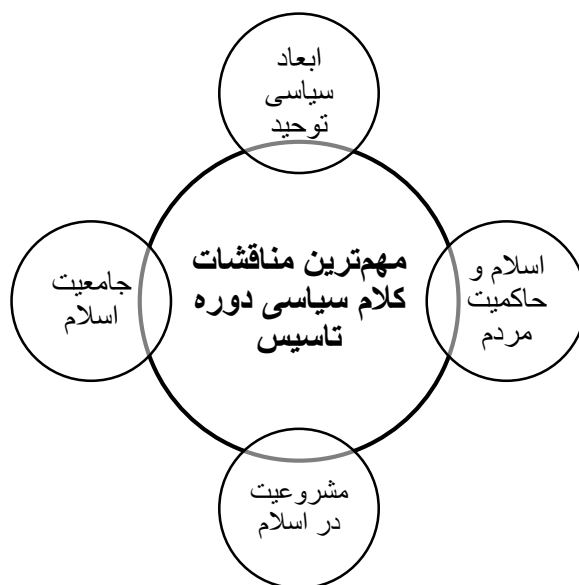 ابعاد
سیاسی
توحید
مهم‌ترین مناقشات
کلام سیاسی دوره
تاسیس
اسلام و
حاکمیت
مردم
مشروعیت
در اسلام
جامعیت
اسلام